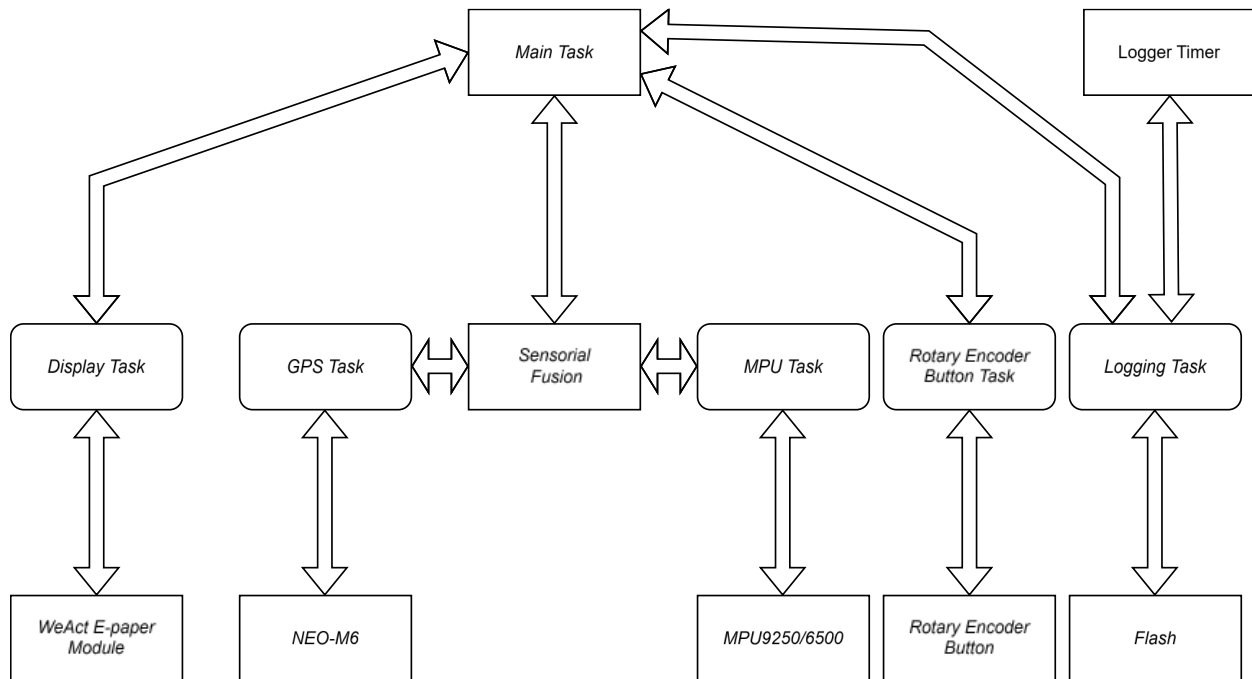 Main Task
Logger Timer
Display Task
GPS Task
Sensorial
Fusion
MPU Task
Rotary Encoder
Button Task
Logging Task
WeAct E-paper
Module
NEO-M6
MPU9250/6500
Rotary Encoder
Button
Flash